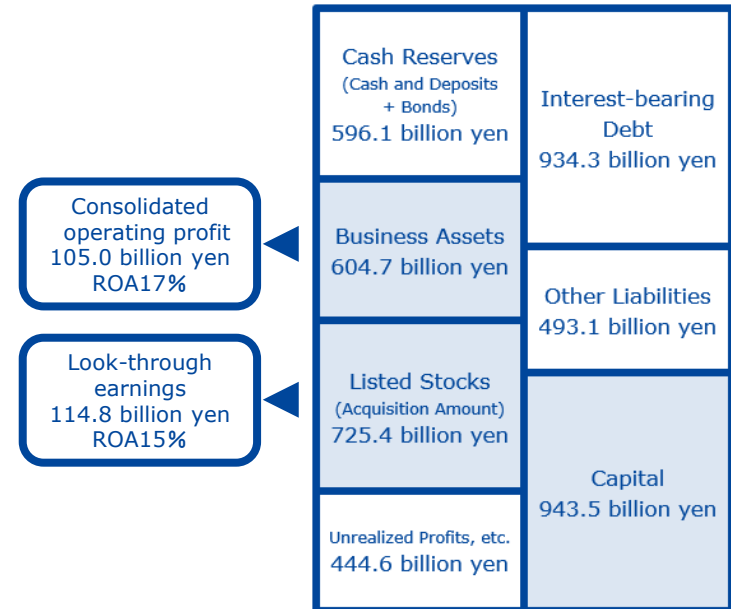 Cash Reserves
(Cash and Deposits
+ Bonds)
596.1 billion yen
Interest-bearing
Debt
934.3 billion yen
Consolidated
operating profit
105.0 billion yen
ROA17%
Business Assets
604.7 billion yen
Other Liabilities
493.1 billion yen
Look-through
earnings
114.8 billion yen
ROA15%
Listed Stocks
(Acquisition Amount)
725.4 billion yen
Capital
943.5 billion yen
Unrealized Profits, etc.
444.6 billion yen